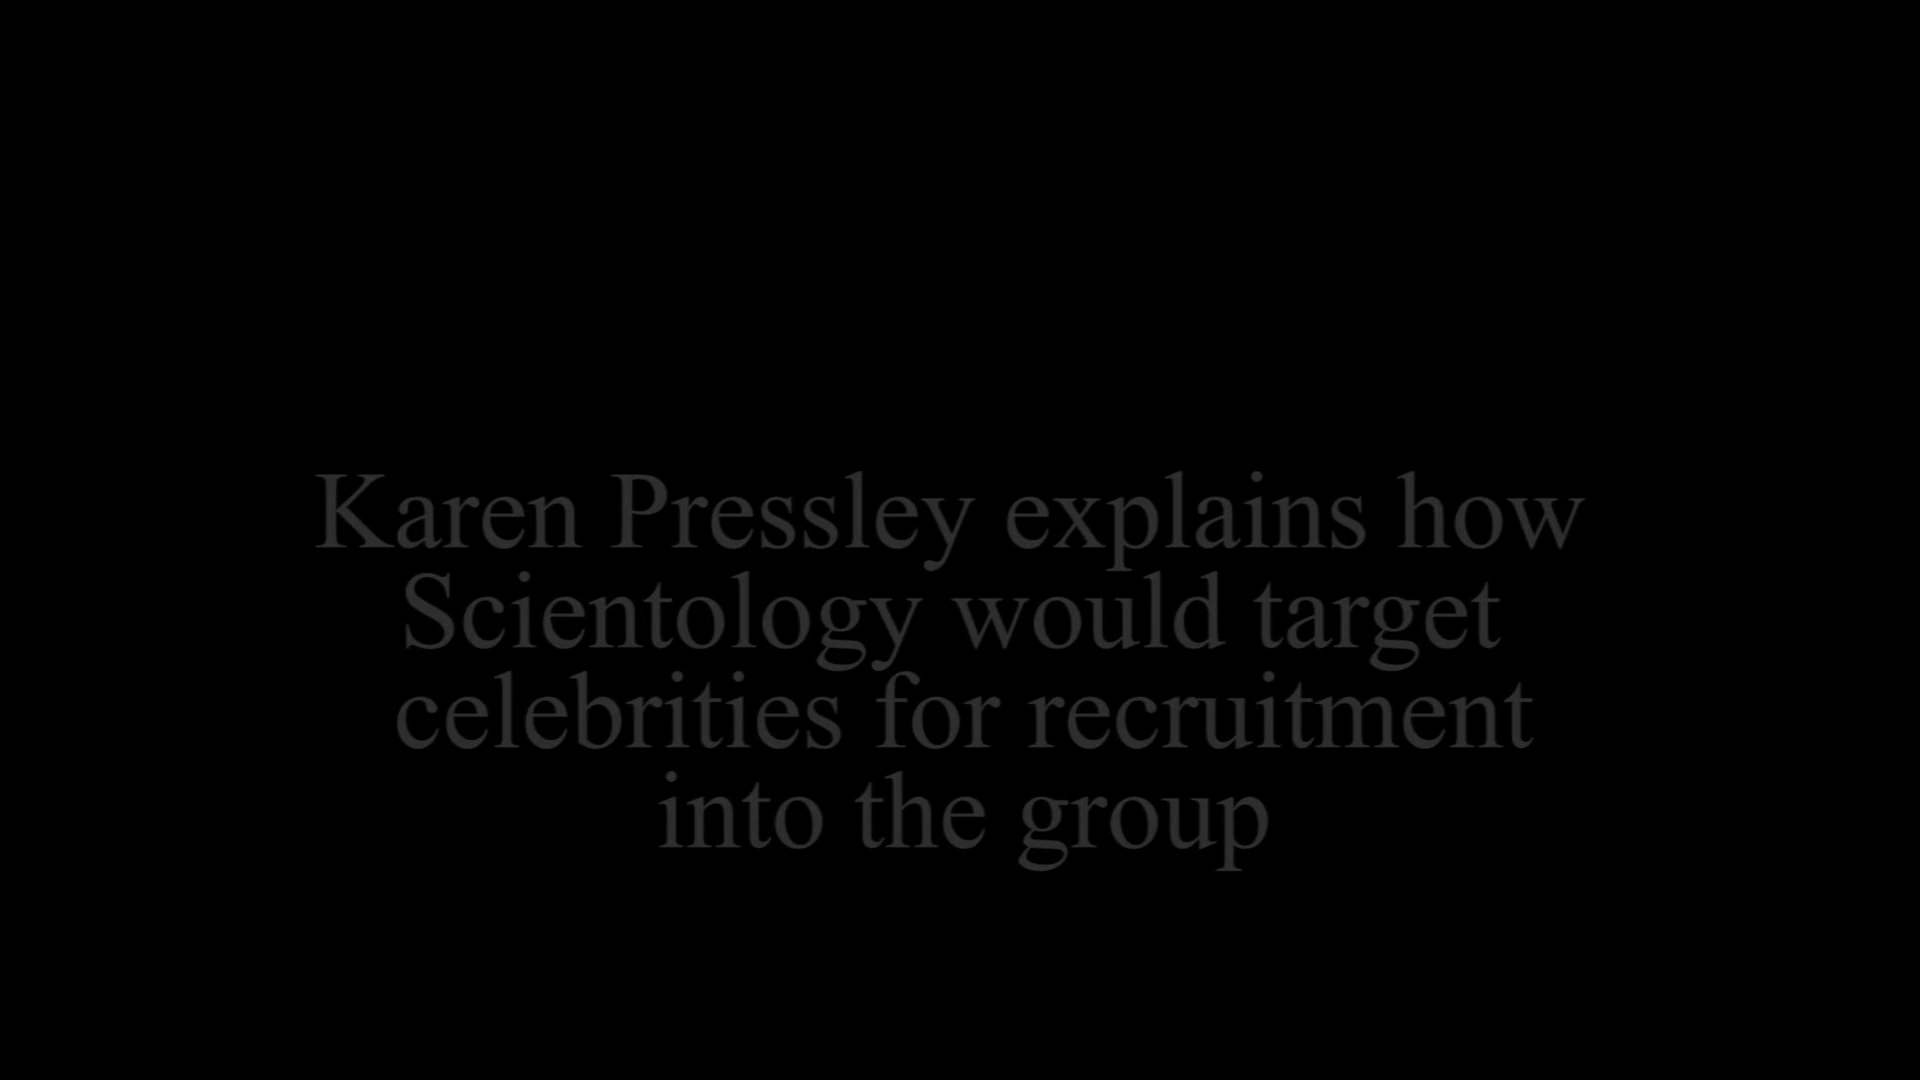 Karen Pressley explains how
Scientology would target
celebrities for recruitment
into the group